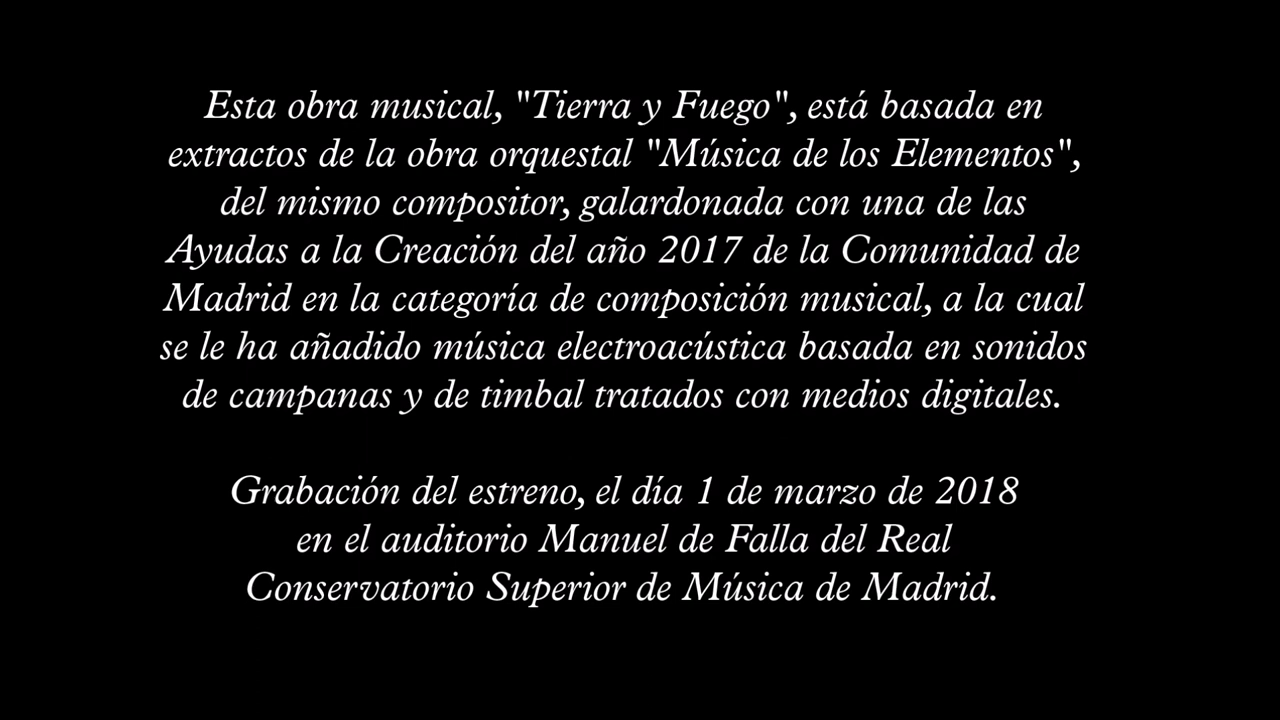 Esta obra musical, "Tierra y Fuego", está basada en
extractos de la obra orquestal "Música de los Elementos",
del mismo compositor, galardonada con una de las
Ayudas a la Creación del año 2017 de la Comunidad de
Madrid en la categoría de composición musical, a la cual
se le ha añadido música electroacústica basada en sonidos
de campanas y de timbal tratados con medios digitales.
Grabación del estreno, el día 1 de marzo de 2018
en el auditorio Manuel de Falla del Real
Conservatorio Superior de Música de Madrid.